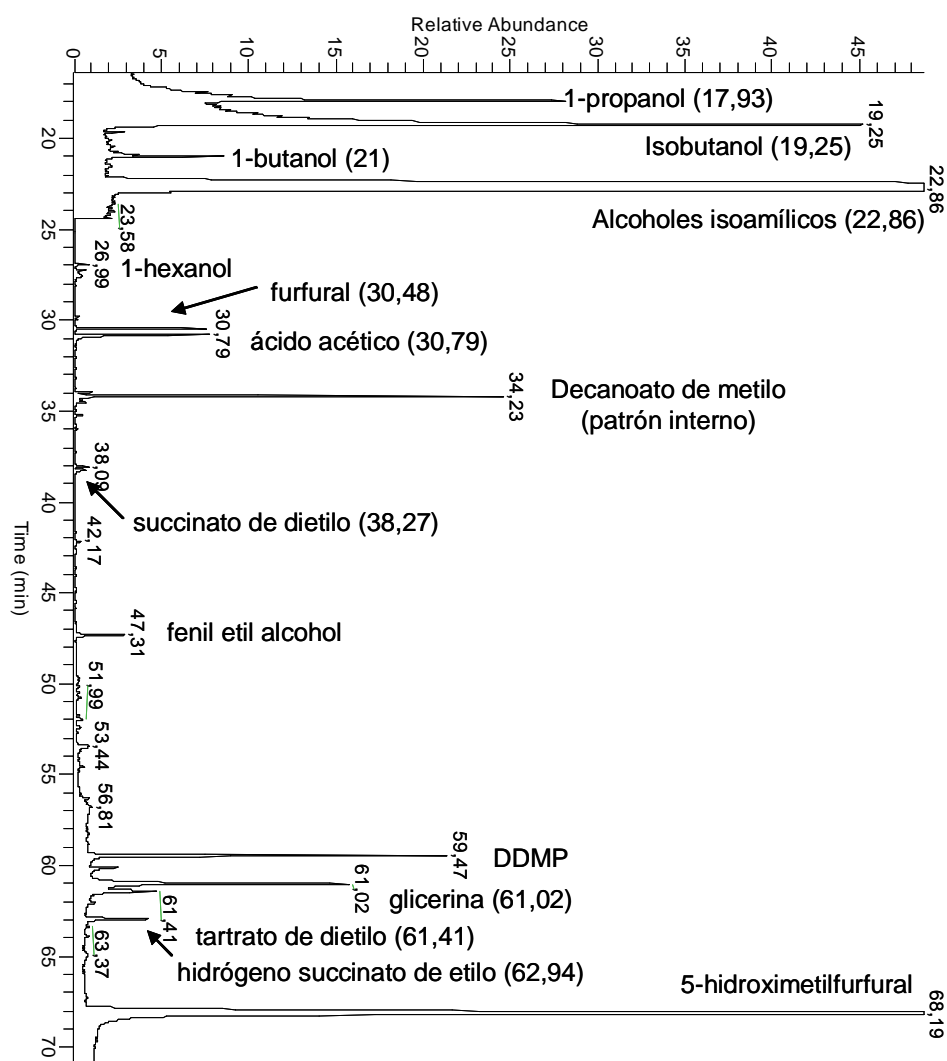 Relative Abundance
0
5
10
15
20
25
30
35
40
45
1-propanol (17,93)
19,25
Isobutanol (19,25)
1-butanol (21)
22,86
Alcoholes isoamílicos (22,86)
23,58
1-hexanol
26,99
furfural (30,48)
30,79
ácido acético (30,79)
34,23
Decanoato de metilo
(patrón interno)
38,09
succinato de dietilo (38,27)
42,17
47,31
fenil etil alcohol
51,99
53,44
56,81
59,47
DDMP
61,02
glicerina (61,02)
61,41
tartrato de dietilo (61,41)
hidrógeno succinato de etilo (62,94)
63,37
5-hidroximetilfurfural
68,19
20
25
30
35
40
45
50
55
60
65
70
Time (min)